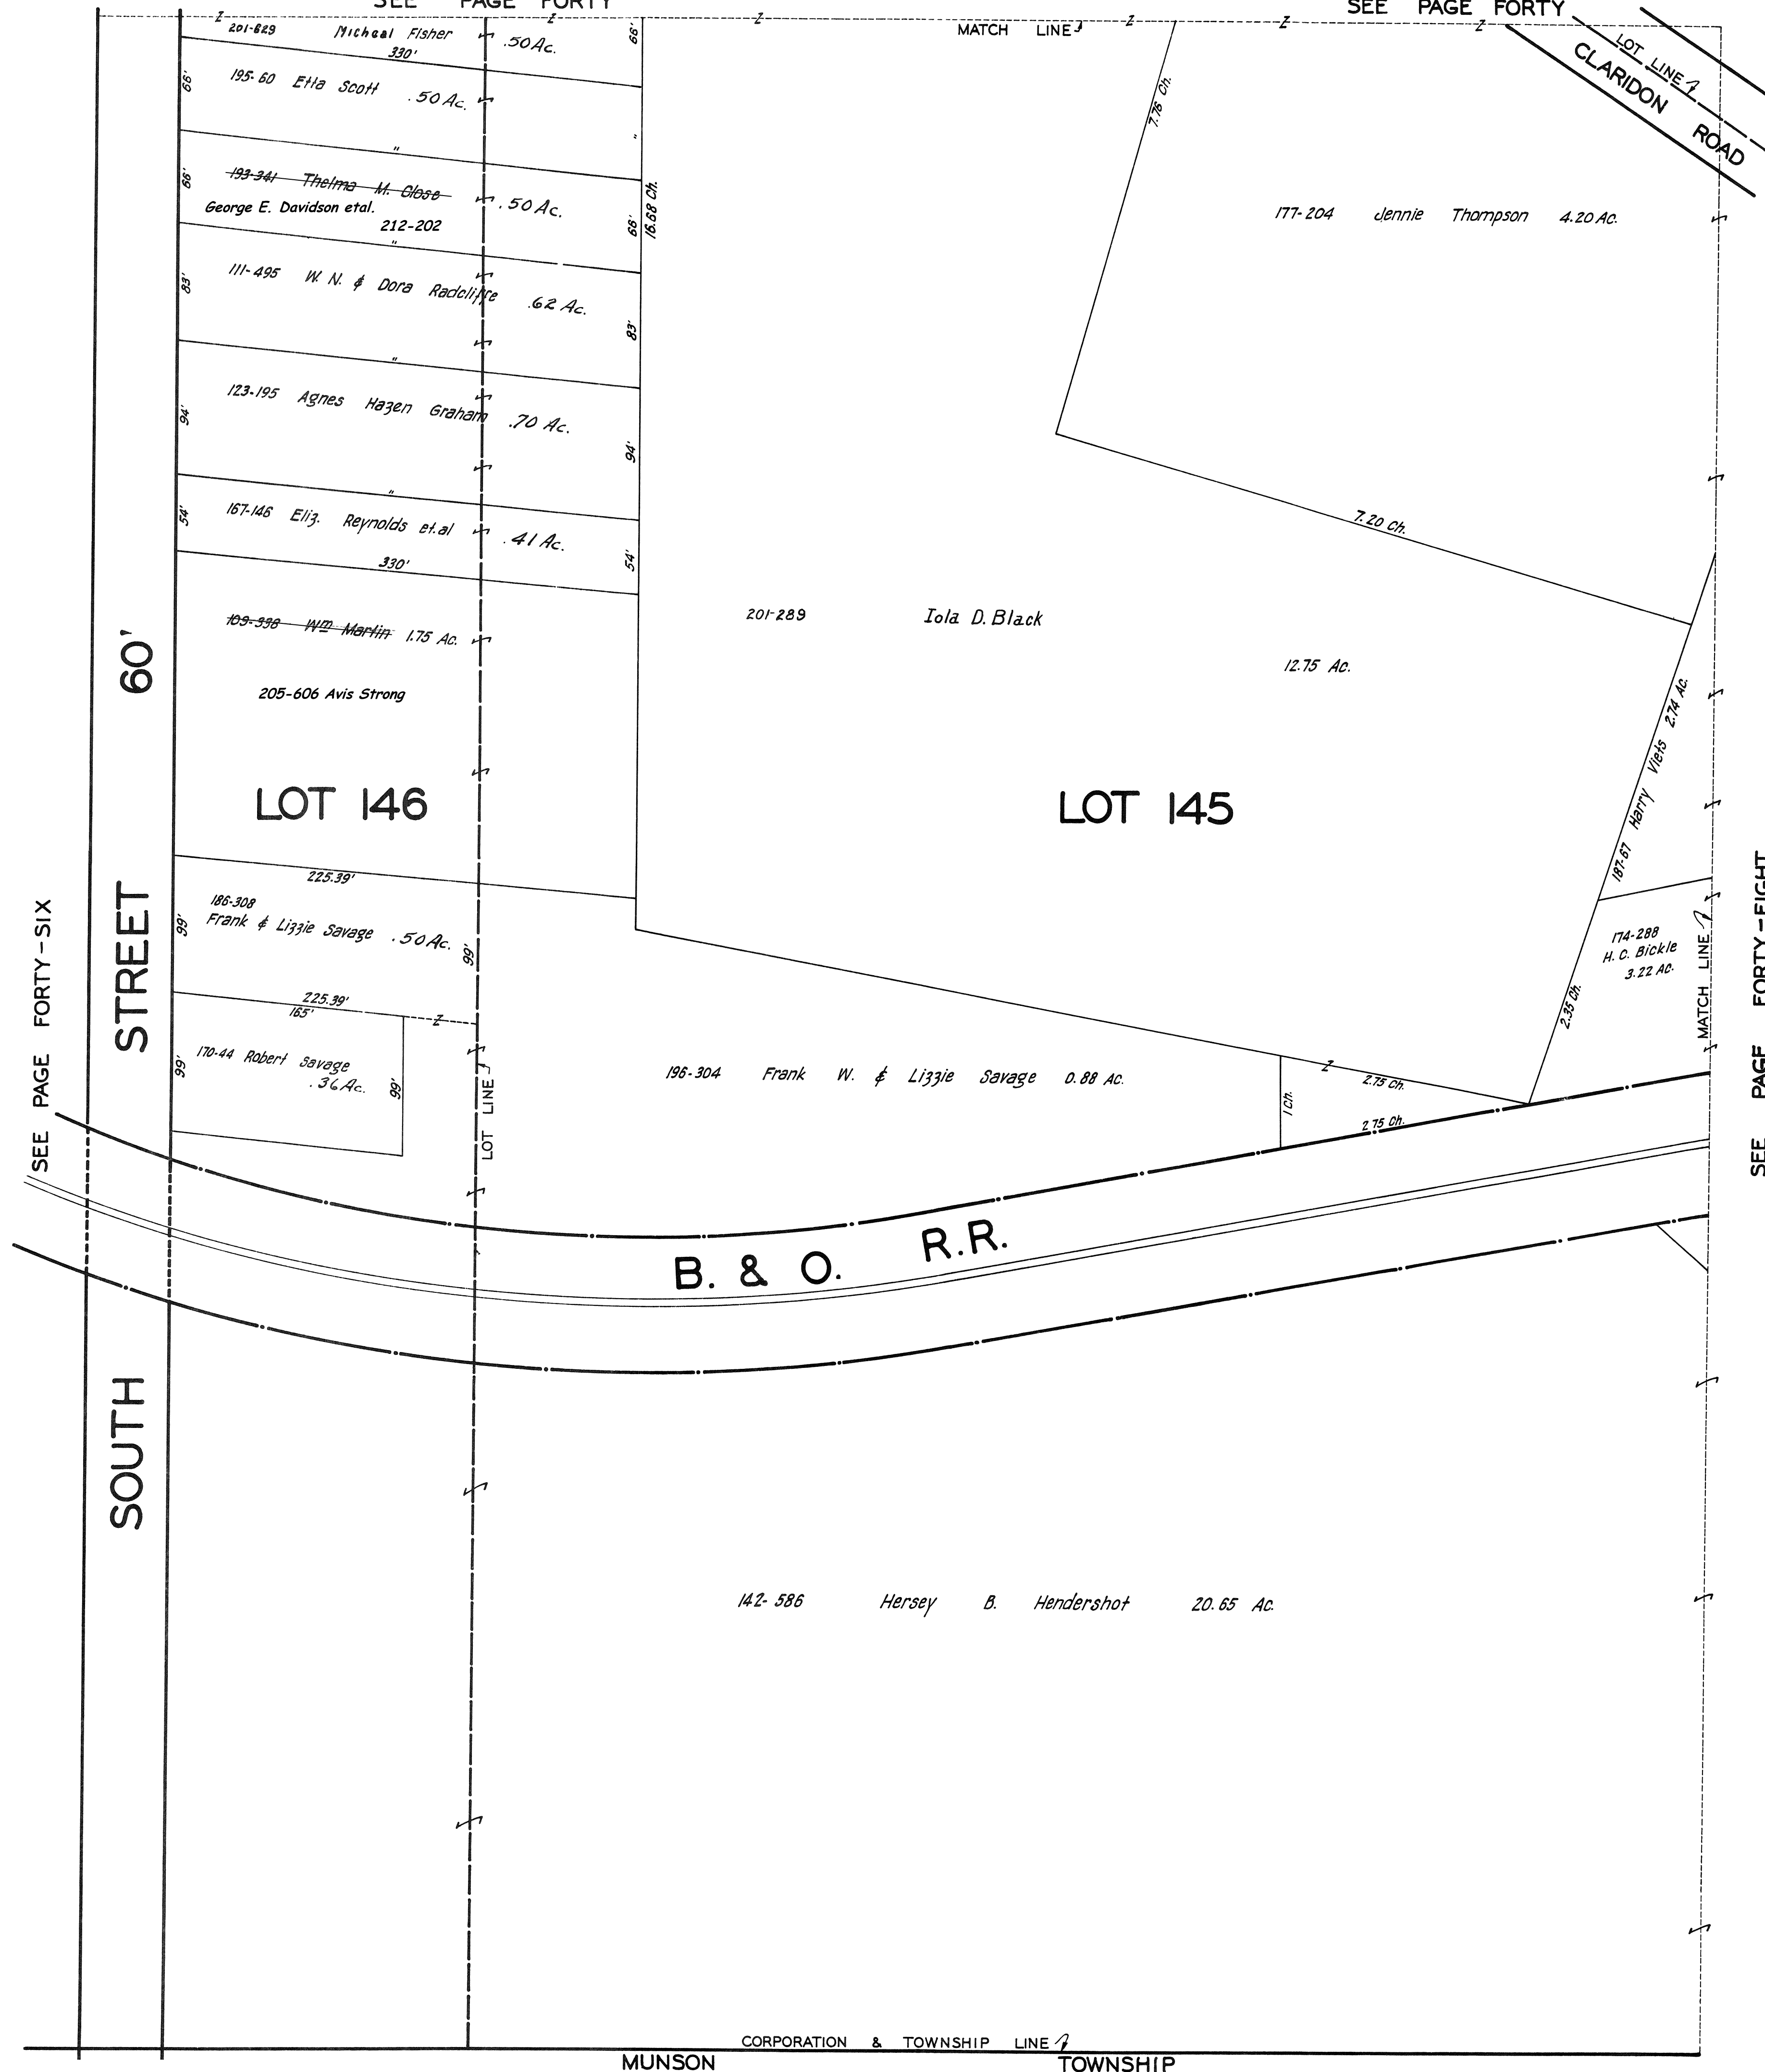 SEE PAGE FORTY
SEE PAGE FORTY
MATCH LINE
LOT LINE
CLARIDON ROAD
201-629 Micheal Fisher .50 Ac.
330'
66'
66'
195-60 Etta Scott .50 Ac.
"
"
66'
193-341 Thelma M. Close
George E. Davidson etal.
212-202
.50 Ac.
66'
16.68 Ch.
"
83'
111-495 W. N. & Dora Radcliffe .62 Ac.
83'
"
94'
123-195 Agnes Hazen Graham .70 Ac.
94'
"
54'
167-146 Eliz. Reynolds et.al .41 Ac.
54'
330'
109-338 Wm Martin 1.75 Ac.
205-606 Avis Strong
LOT 146
7.76 Ch.
177-204 Jennie Thompson 4.20 Ac.
7.20 Ch.
201-289 Iola D. Black
12.75 Ac.
LOT 145
187-67 Harry Viets 2.74 Ac.
174-288
H. C. Bickle
3.22 Ac.
2.35 Ch.
MATCH LINE
SEE PAGE FORTY-EIGHT
225.39'
99'
186-308
Frank & Lizzie Savage .50 Ac.
99'
225.39'
165'
99'
170-44 Robert Savage
.36 Ac.
99'
LOT LINE
196-304 Frank W. & Lizzie Savage 0.88 Ac.
1 Ch.
2.75 Ch.
2.75 Ch.
SEE PAGE FORTY-SIX
SOUTH STREET 60'
B. & O. R.R.
142-586 Hersey B. Hendershot 20.65 Ac.
CORPORATION & TOWNSHIP LINE
MUNSON TOWNSHIP